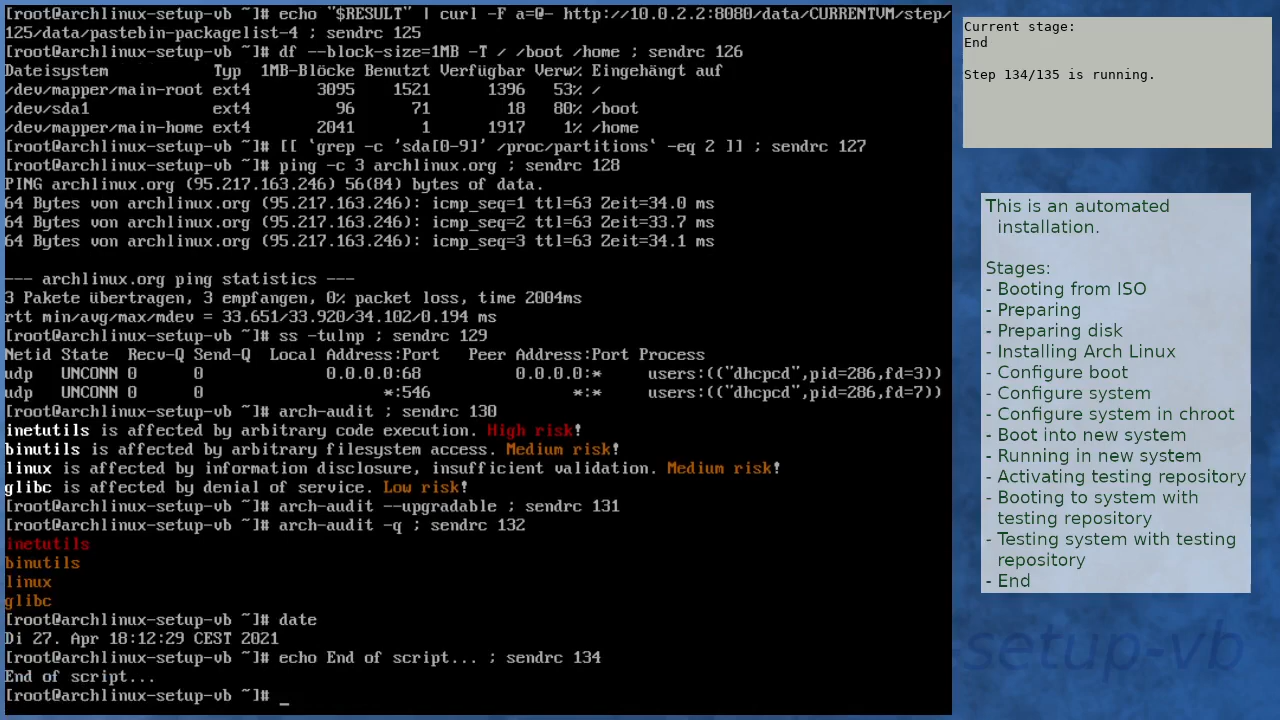 [root@archlinux-setup-vb ~]# echo "$RESULT" | curl -F a=@- http://10.0.2.2:8080/data/CURRENTVM/step/
125/data/pastebin-packagelist-4 ; sendrc 125
[root@archlinux-setup-vb ~]# df --block-size=1MB -T / /boot /home ; sendrc 126
Dateisystem           Typ  1MB-Blöcke Benutzt Verfügbar Verw% Eingehängt auf
/dev/mapper/main-root ext4       3095    1521      1396   53% /
/dev/sda1             ext4         96      71        18   80% /boot
/dev/mapper/main-home ext4       2041       1      1917    1% /home
[root@archlinux-setup-vb ~]# [[ `grep -c 'sda[0-9]' /proc/partitions` -eq 2 ]] ; sendrc 127
[root@archlinux-setup-vb ~]# ping -c 3 archlinux.org ; sendrc 128
PING archlinux.org (95.217.163.246) 56(84) bytes of data.
64 Bytes von archlinux.org (95.217.163.246): icmp_seq=1 ttl=63 Zeit=34.0 ms
64 Bytes von archlinux.org (95.217.163.246): icmp_seq=2 ttl=63 Zeit=33.7 ms
64 Bytes von archlinux.org (95.217.163.246): icmp_seq=3 ttl=63 Zeit=34.1 ms
--- archlinux.org ping statistics ---
3 Pakete übertragen, 3 empfangen, 0% packet loss, time 2004ms
rtt min/avg/max/mdev = 33.651/33.920/34.102/0.194 ms
[root@archlinux-setup-vb ~]# ss -tulnp ; sendrc 129
Netid State  Recv-Q Send-Q  Local Address:Port   Peer Address:Port Process
udp   UNCONN 0      0             0.0.0.0:68          0.0.0.0:*     users:(("dhcpcd",pid=286,fd=3))
udp   UNCONN 0      0                   *:546               *:*     users:(("dhcpcd",pid=286,fd=7))
[root@archlinux-setup-vb ~]# arch-audit ; sendrc 130
inetutils is affected by arbitrary code execution. High risk!
binutils is affected by arbitrary filesystem access. Medium risk!
linux is affected by information disclosure, insufficient validation. Medium risk!
glibc is affected by denial of service. Low risk!
[root@archlinux-setup-vb ~]# arch-audit --upgradable ; sendrc 131
[root@archlinux-setup-vb ~]# arch-audit -q ; sendrc 132
inetutils
binutils
linux
glibc
[root@archlinux-setup-vb ~]# date
Di 27. Apr 18:12:29 CEST 2021
[root@archlinux-setup-vb ~]# echo End of script... ; sendrc 134
End of script...
[root@archlinux-setup-vb ~]# _
Current stage:
End
Step 134/135 is running.
This is an automated
installation.
Stages:
- Booting from ISO
- Preparing
- Preparing disk
- Installing Arch Linux
- Configure boot
- Configure system
- Configure system in chroot
- Boot into new system
- Running in new system
- Activating testing repository
- Booting to system with
testing repository
- Testing system with testing
repository
- End
-setup-vb